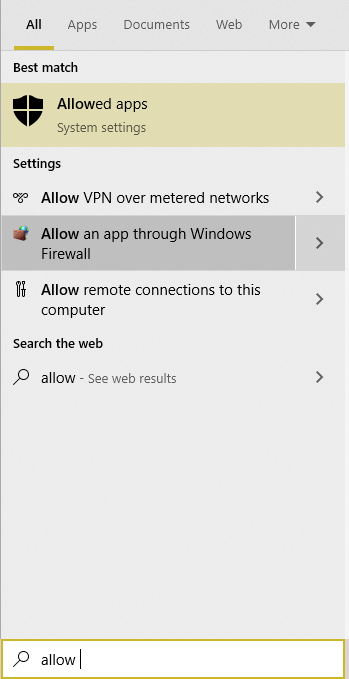 All Apps Documents Web More
Best match
Allowed apps
System settings
Settings
Allow VPN over metered networks
Allow an app through Windows
Firewall
Allow remote connections to this
computer
Search the web
allow - See web results
allow